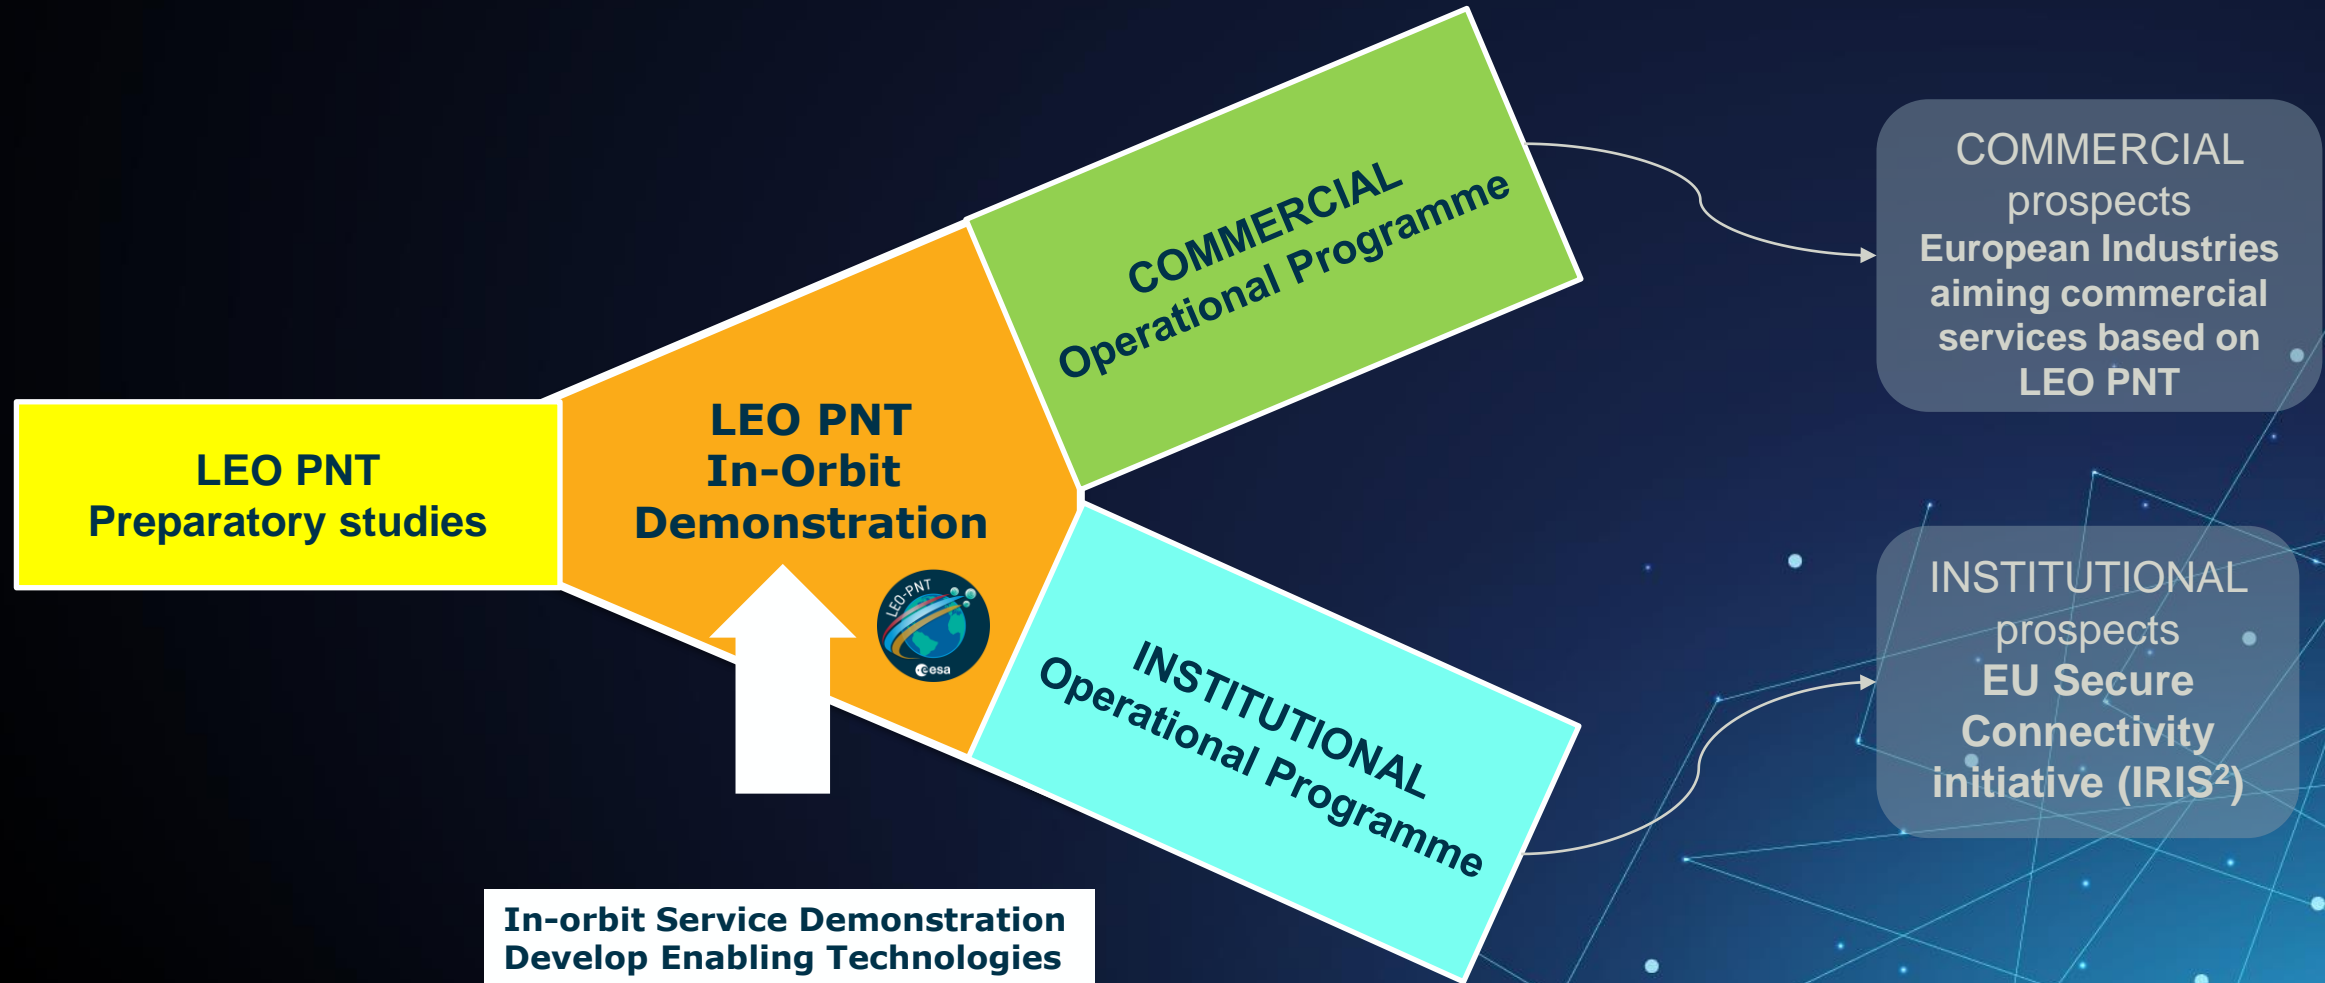 LEO PNT
Preparatory studies
LEO PNT
In-Orbit
Demonstration
LEO-PNT
esa
In-orbit Service Demonstration
Develop Enabling Technologies
COMMERCIAL
Operational Programme
INSTITUTIONAL
Operational Programme
COMMERCIAL
prospects
European Industries
aiming commercial
services based on
LEO PNT
INSTITUTIONAL
prospects
EU Secure
Connectivity
initiative (IRIS²)